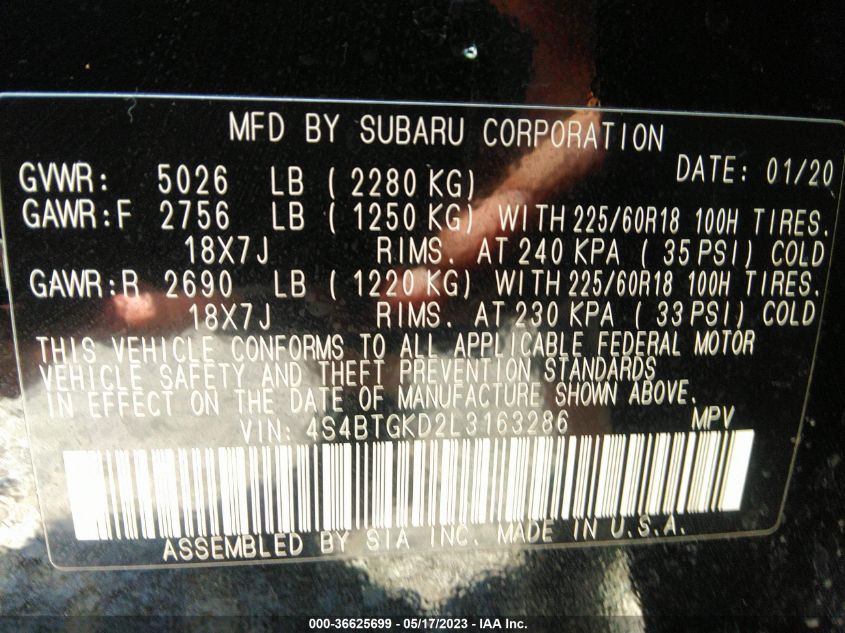 MFD BY SUBARU CORPORATION
DATE: 01/20
GVWR: 5026 LB ( 2280 KG)
GAWR:F 2756 LB ( 1250 KG) WITH 225/60R18 100H TIRES.
18X7J RIMS. AT 240 KPA ( 35 PSI) COLD
GAWR:R 2690 LB ( 1220 KG) WITH 225/60R18 100H TIRES.
18X7J RIMS. AT 230 KPA ( 33 PSI) COLD
THIS VEHICLE CONFORMS TO ALL APPLICABLE FEDERAL MOTOR
VEHICLE SAFETY AND THEFT PREVENTION STANDARDS
IN EFFECT ON THE DATE OF MANUFACTURE SHOWN ABOVE.
VIN: 4S4BTGKD2L3163286 MPV
ASSEMBLED BY SIA INC. MADE IN U.S.A.
000-36625699 — 05/17/2023 — IAA Inc.